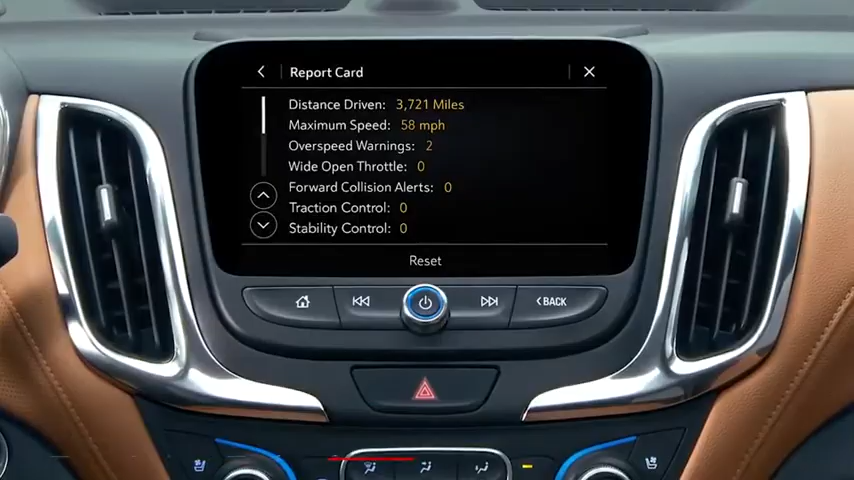 Report Card
Distance Driven: 3,721 Miles
Maximum Speed: 58 mph
Overspeed Warnings: 2
Wide Open Throttle: 0
Forward Collision Alerts: 0
Traction Control: 0
Stability Control: 0
Reset
BACK